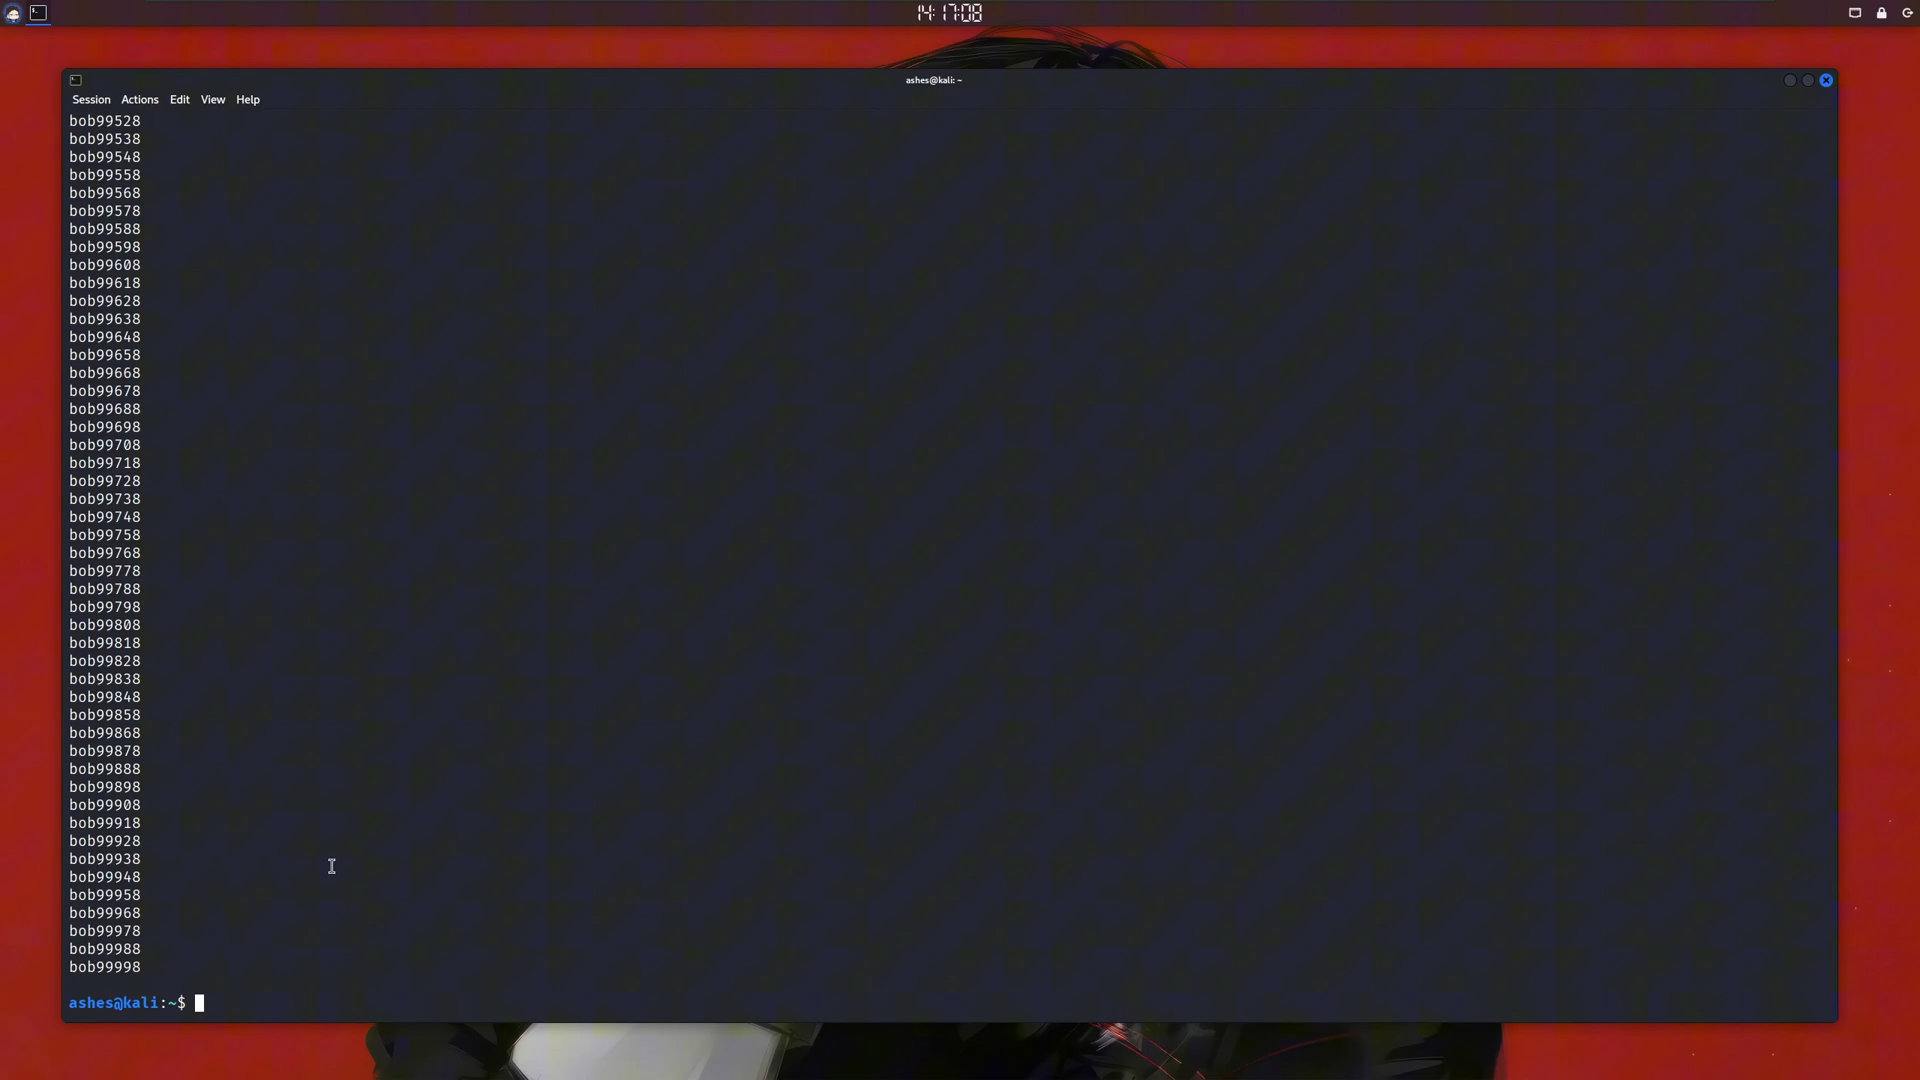 14:17:08
ashes@kali: ~
Session Actions Edit View Help
bob99528
bob99538
bob99548
bob99558
bob99568
bob99578
bob99588
bob99598
bob99608
bob99618
bob99628
bob99638
bob99648
bob99658
bob99668
bob99678
bob99688
bob99698
bob99708
bob99718
bob99728
bob99738
bob99748
bob99758
bob99768
bob99778
bob99788
bob99798
bob99808
bob99818
bob99828
bob99838
bob99848
bob99858
bob99868
bob99878
bob99888
bob99898
bob99908
bob99918
bob99928
bob99938
bob99948
bob99958
bob99968
bob99978
bob99988
bob99998
ashes@kali:~$